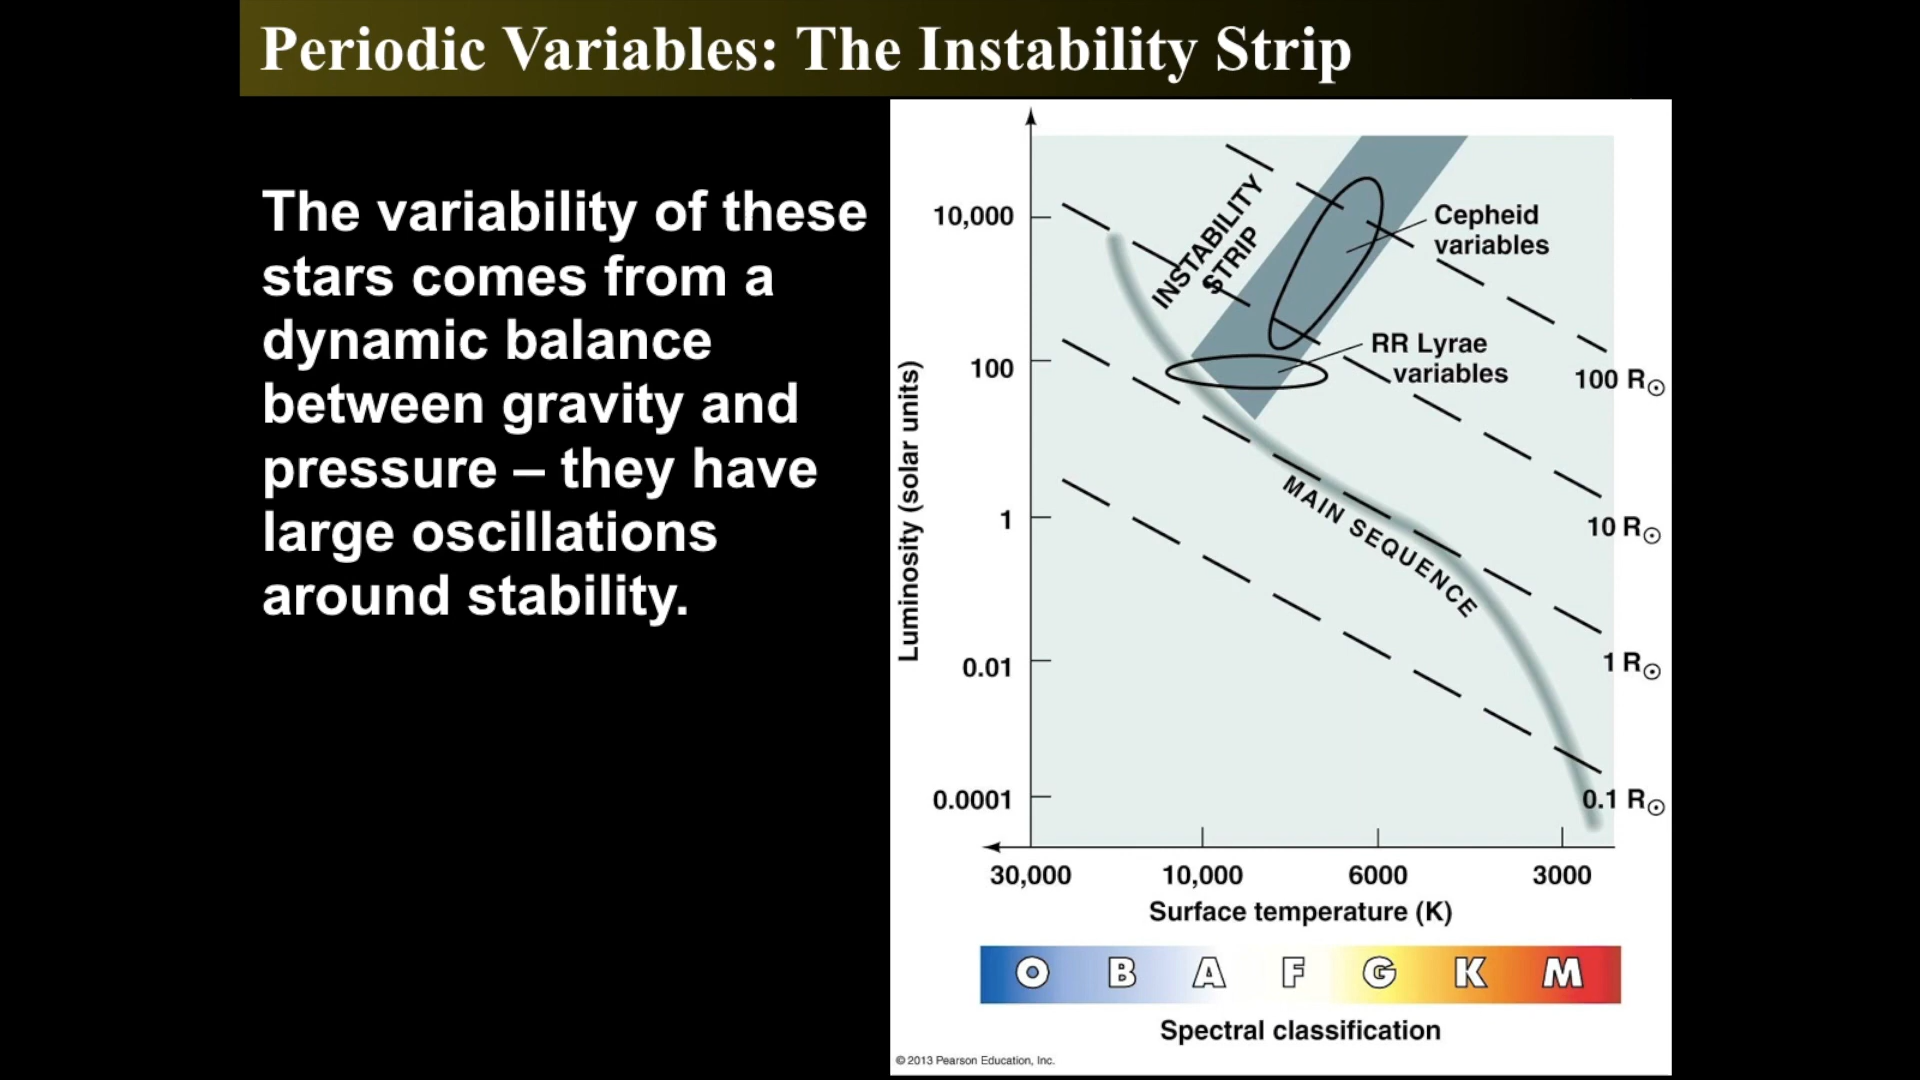 Periodic Variables: The Instability Strip
The variability of these
stars comes from a
dynamic balance
between gravity and
pressure – they have
large oscillations
around stability.
INSTABILITY
STRIP
Cepheid
variables
RR Lyrae
variables
MAIN SEQUENCE
100 R☉
10 R☉
1 R☉
0.1 R☉
Luminosity (solar units)
10,000
100
1
0.01
0.0001
30,000 10,000 6000 3000
Surface temperature (K)
O B A F G K M
Spectral classification
© 2013 Pearson Education, Inc.